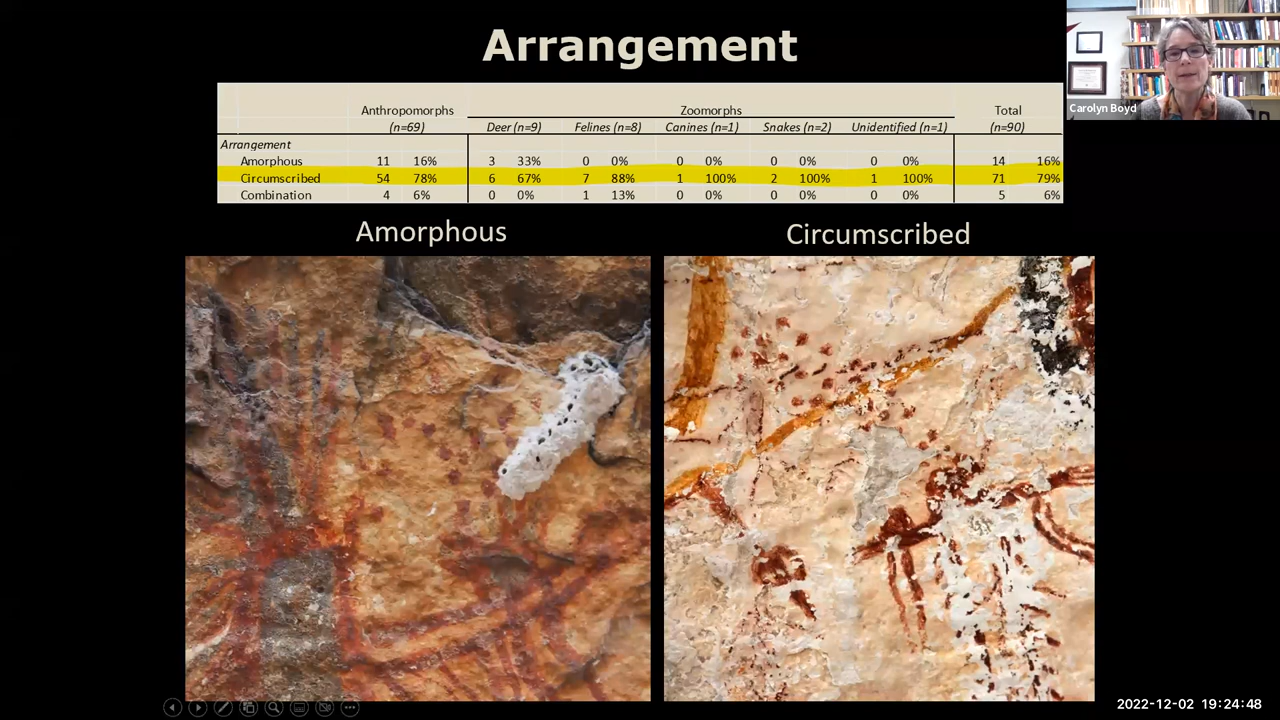 Arrangement
Carolyn Boyd
Anthropomorphs Zoomorphs Total
(n=69) Deer (n=9) Felines (n=8) Canines (n=1) Snakes (n=2) Unidentified (n=1) (n=90)
Arrangement
Amorphous 11 16% 3 33% 0 0% 0 0% 0 0% 0 0% 14 16%
Circumscribed 54 78% 6 67% 7 88% 1 100% 2 100% 1 100% 71 79%
Combination 4 6% 0 0% 1 13% 0 0% 0 0% 0 0% 5 6%
Amorphous Circumscribed
2022-12-02 19:24:48